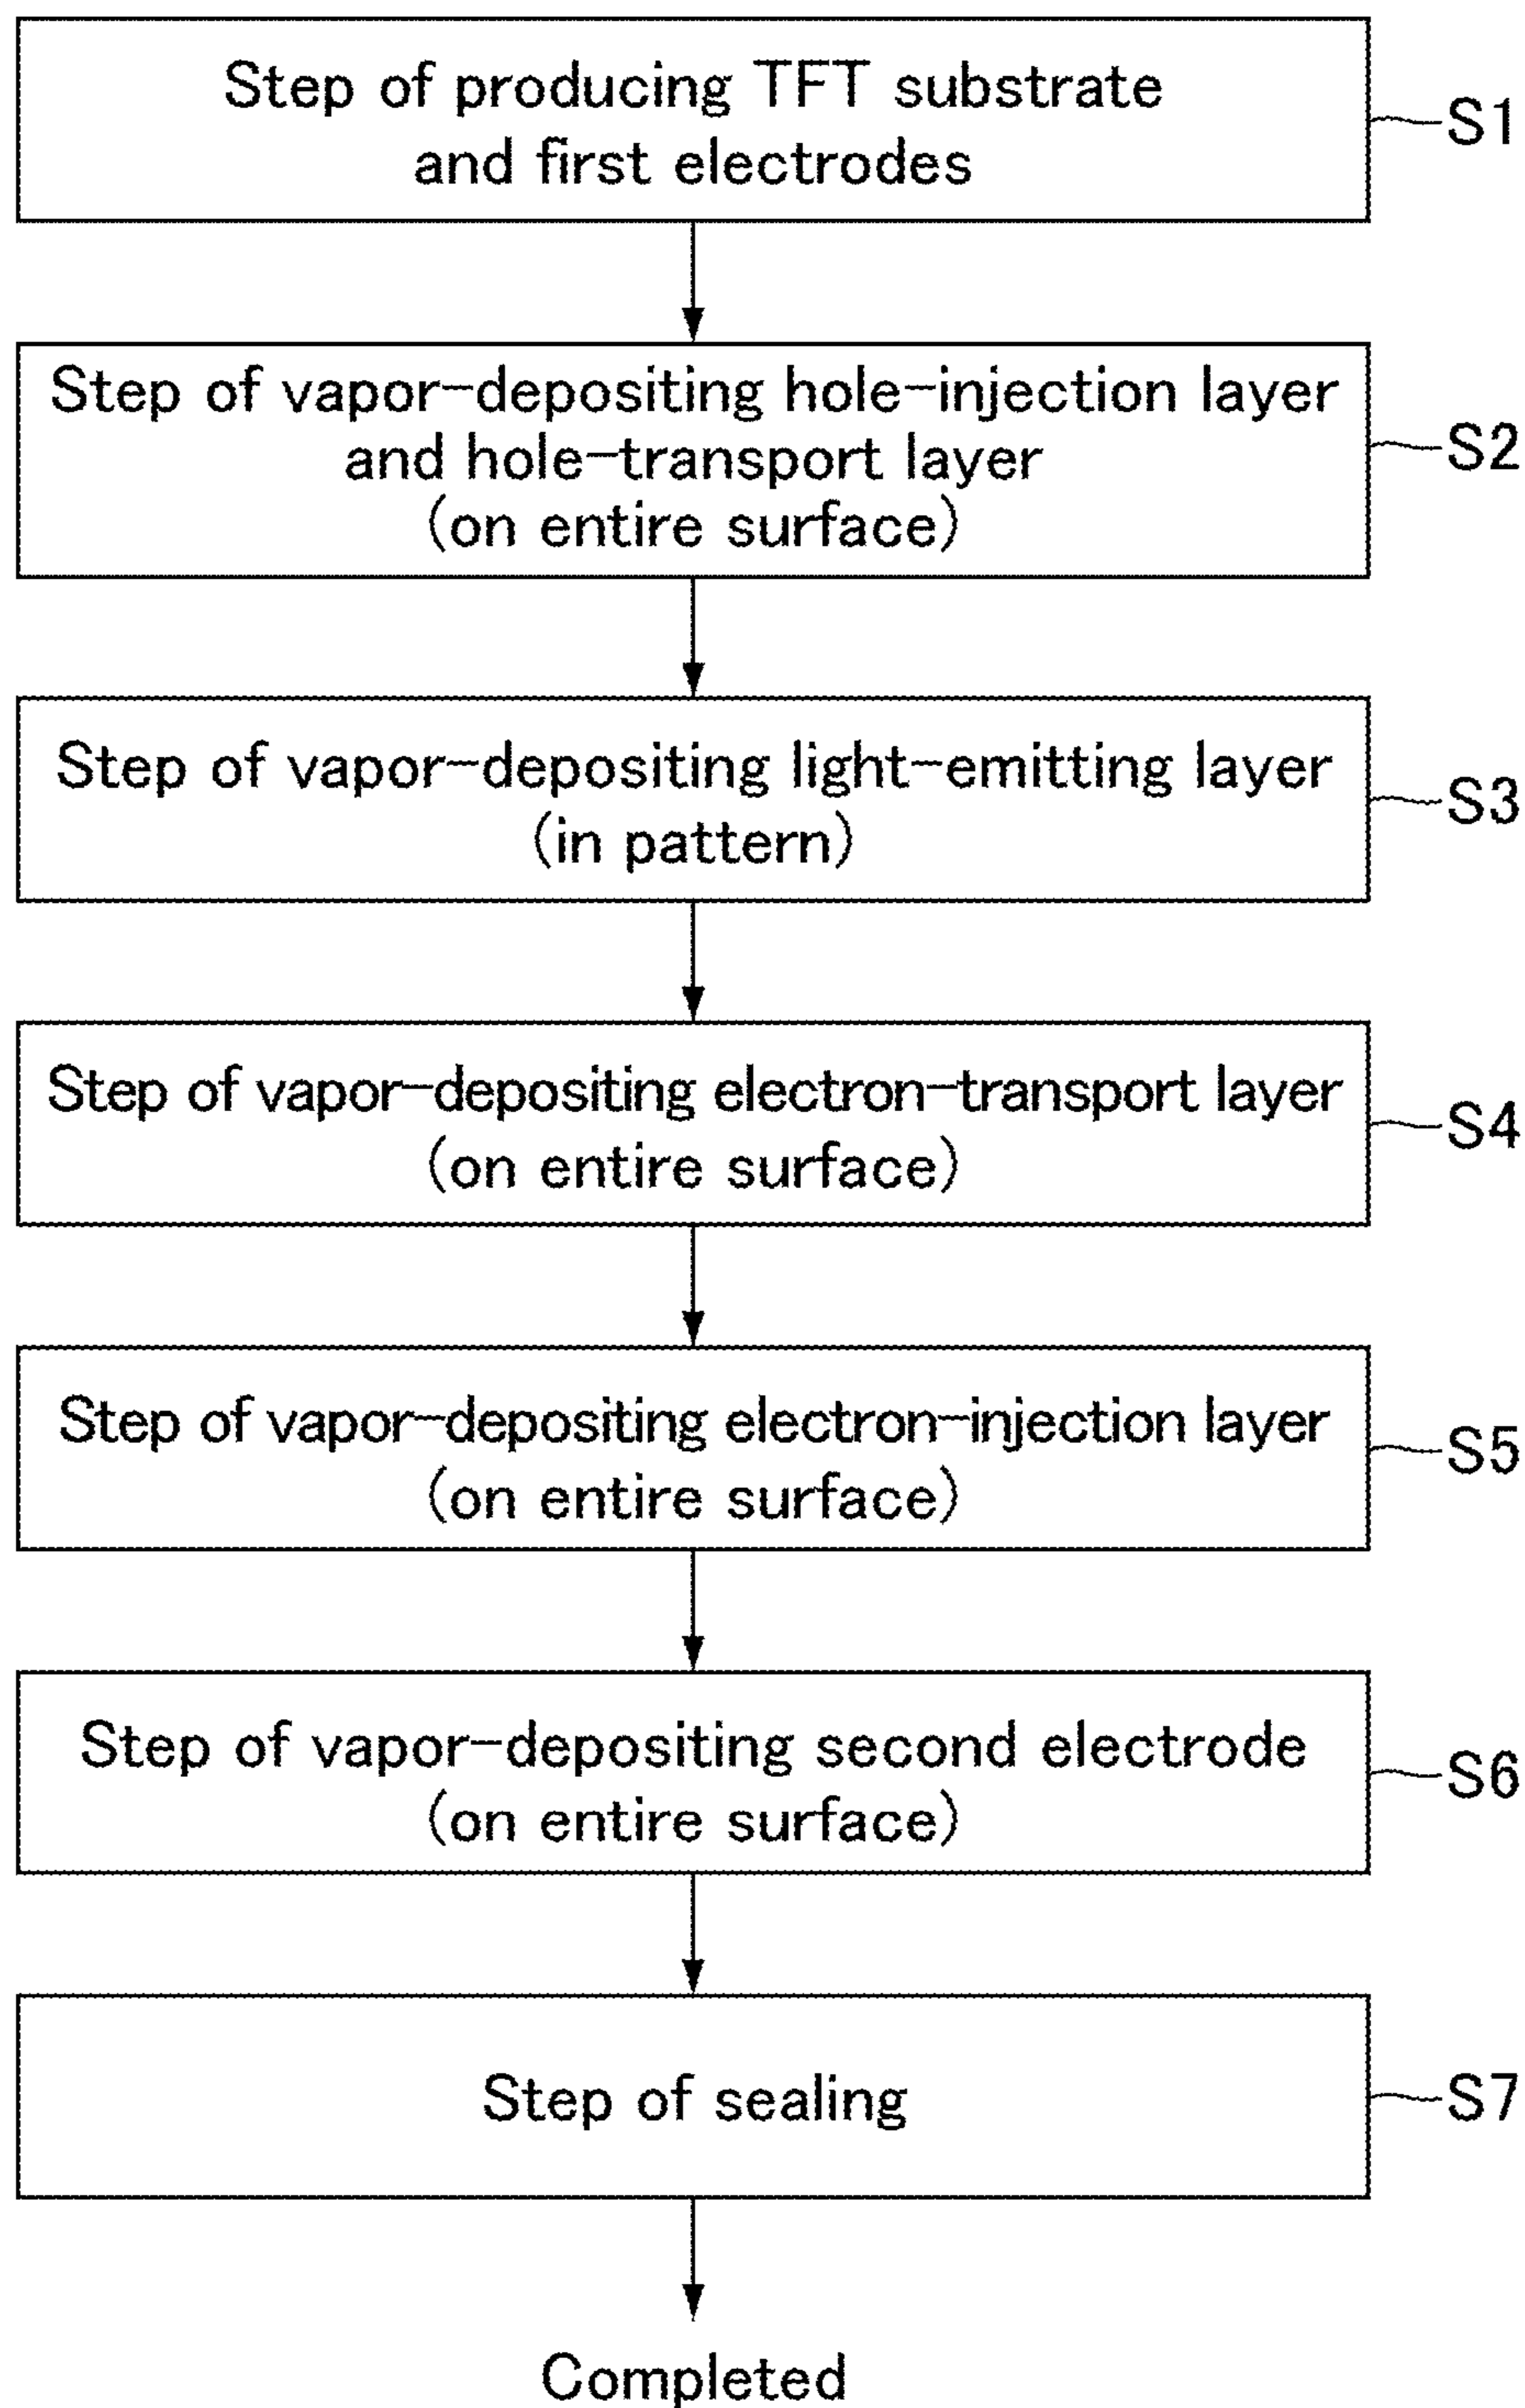 Step of producing TFT substrate
and first electrodes
S1
Step of vapor-depositing hole-injection layer
and hole-transport layer
(on entire surface)
S2
Step of vapor-depositing light-emitting layer
(in pattern)
S3
Step of vapor-depositing electron-transport layer
(on entire surface)
S4
Step of vapor-depositing electron-injection layer
(on entire surface)
S5
Step of vapor-depositing second electrode
(on entire surface)
S6
Step of sealing
S7
Completed